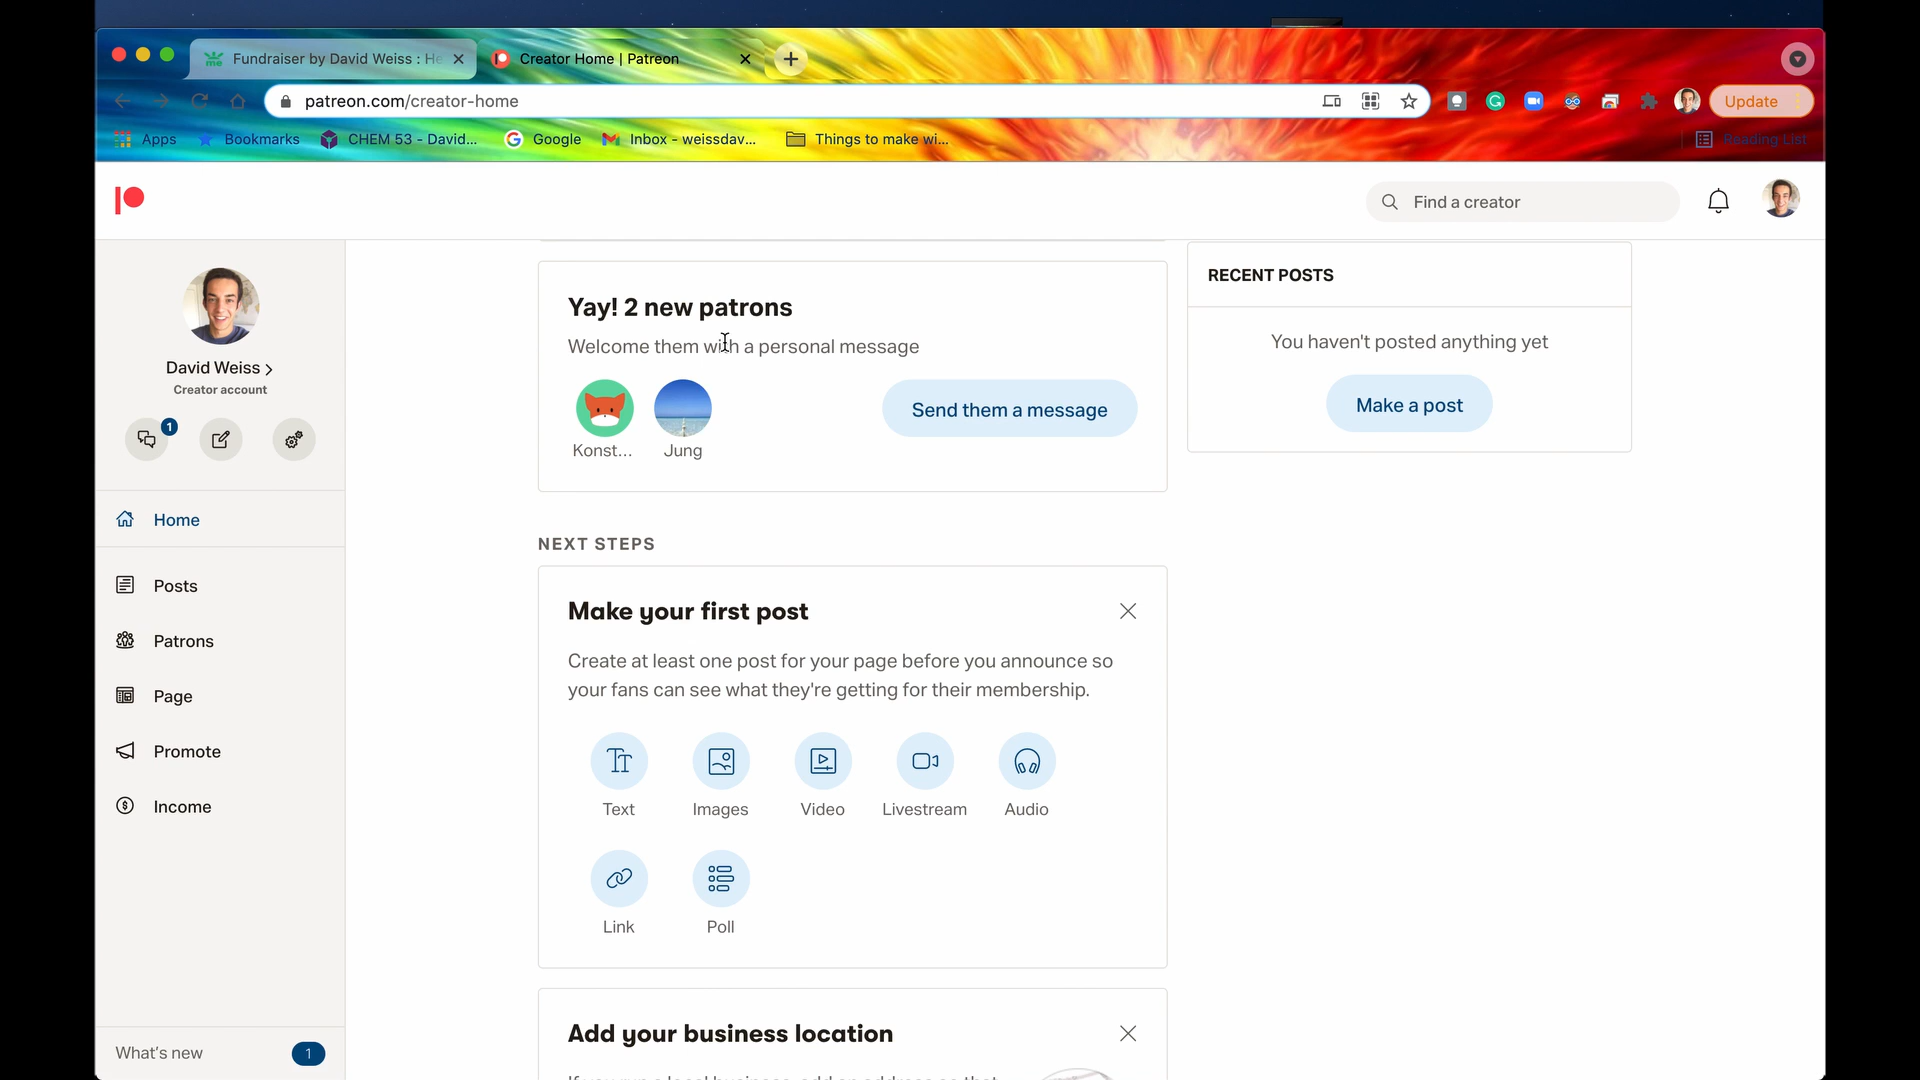 Fundraiser by David Weiss : He
Creator Home | Patreon
patreon.com/creator-home
Update
Apps
Bookmarks
CHEM 53 - David...
Google
Inbox - weissdav...
Things to make wi...
Reading List
Find a creator
David Weiss
Creator account
1
Home
Posts
Patrons
Page
Promote
Income
What's new
1
Yay! 2 new patrons
Welcome them with a personal message
Konst...
Jung
Send them a message
NEXT STEPS
Make your first post
Create at least one post for your page before you announce so
your fans can see what they're getting for their membership.
Text
Images
Video
Livestream
Audio
Link
Poll
Add your business location
RECENT POSTS
You haven't posted anything yet
Make a post